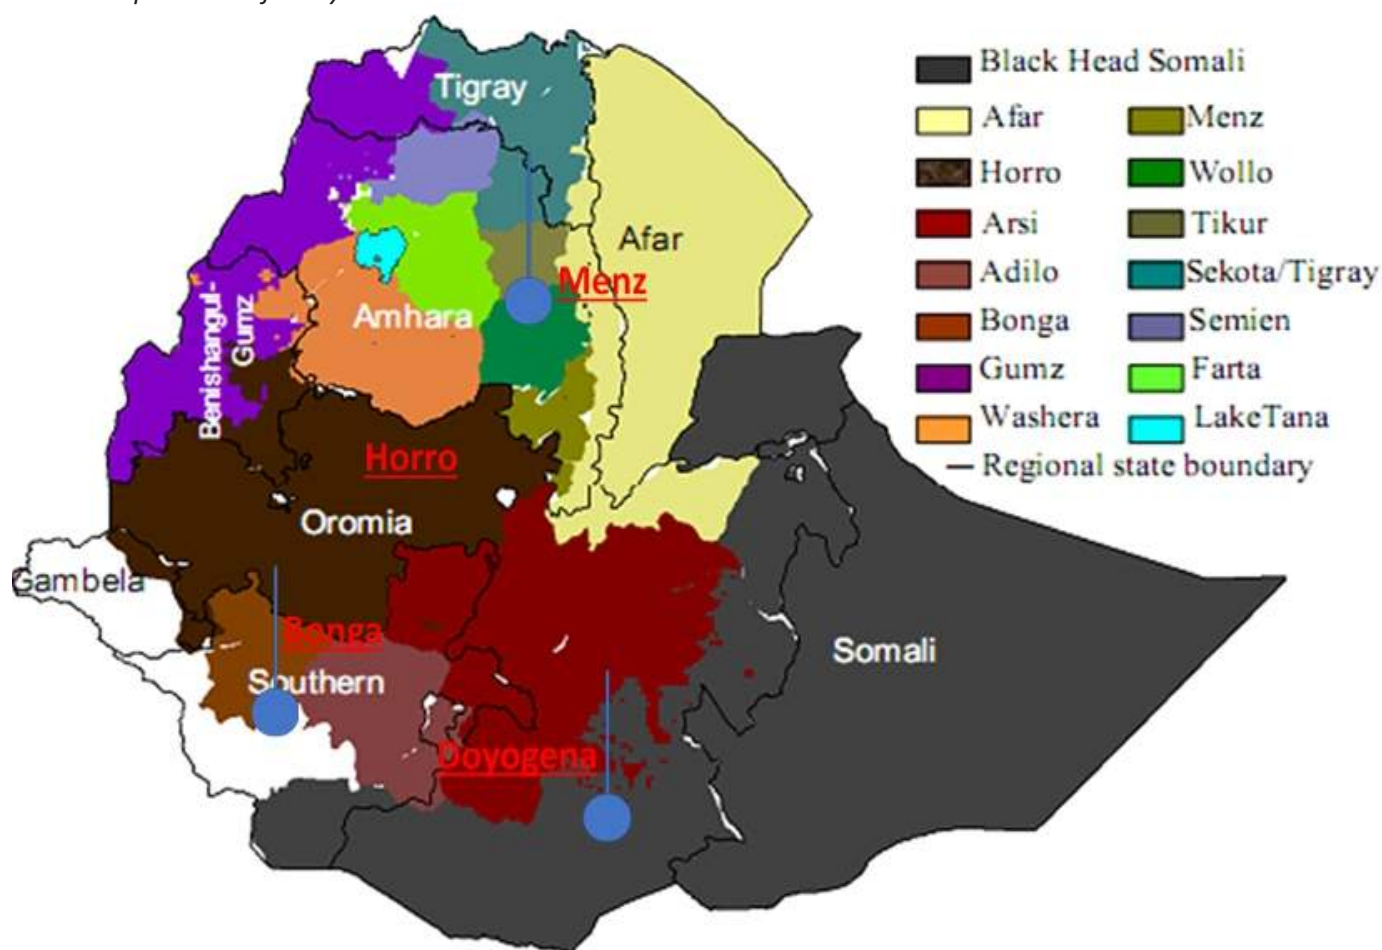 Tigray
Afar
Menz
Amhara
Benishangul-
Gumz
Horro
Oromia
Gambela
Bonga
Southern
Somali
Doyogena
Black Head Somali
Afar
Menz
Horro
Wollo
Arsi
Tikur
Adilo
Sekota/Tigray
Bonga
Semien
Gumz
Farta
Washera
LakeTana
Regional state boundary